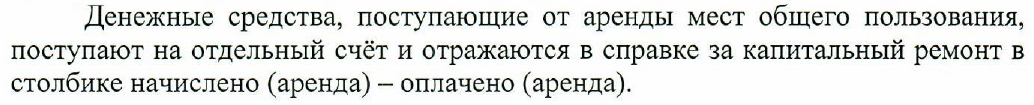 Денежные средства, поступающие от аренды мест общего пользования,
поступают на отдельный счёт и отражаются в справке за капитальный ремонт в
столбике начислено (аренда) – оплачено (аренда).